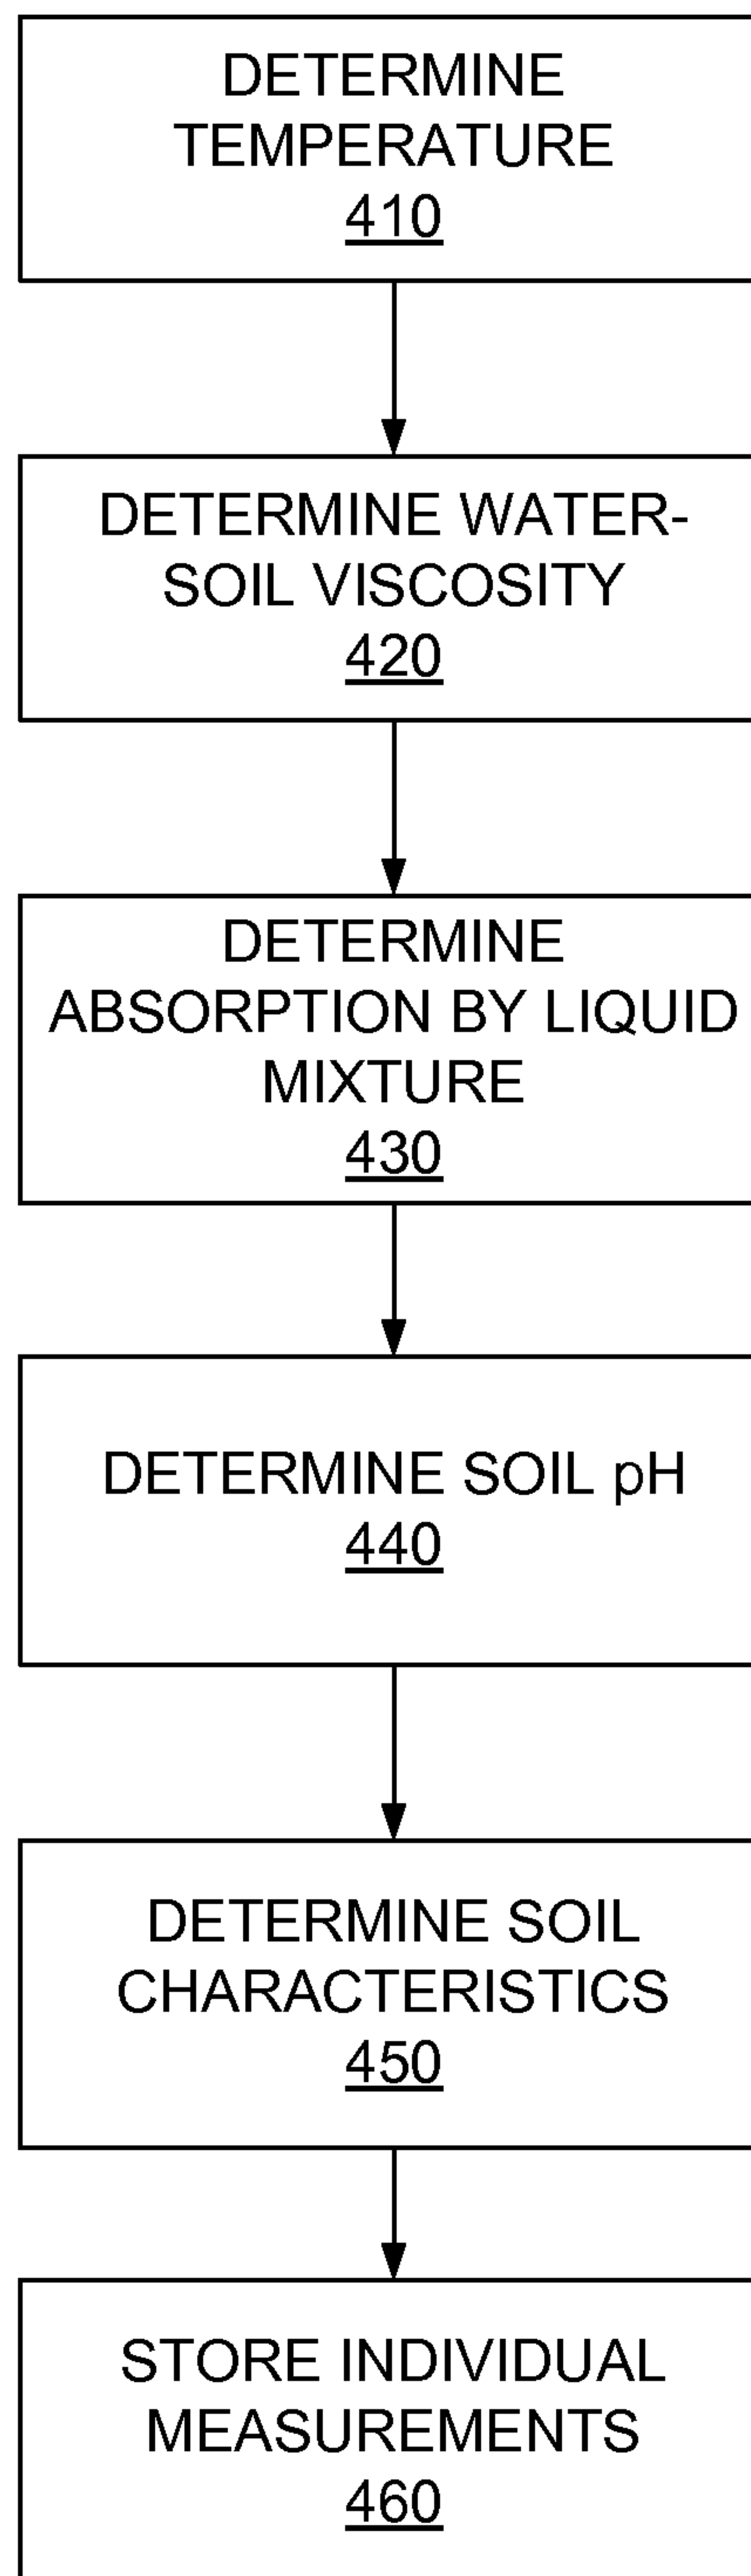 DETERMINE
TEMPERATURE
410
DETERMINE WATER-
SOIL VISCOSITY
420
DETERMINE
ABSORPTION BY LIQUID
MIXTURE
430
DETERMINE SOIL pH
440
DETERMINE SOIL
CHARACTERISTICS
450
STORE INDIVIDUAL
MEASUREMENTS
460